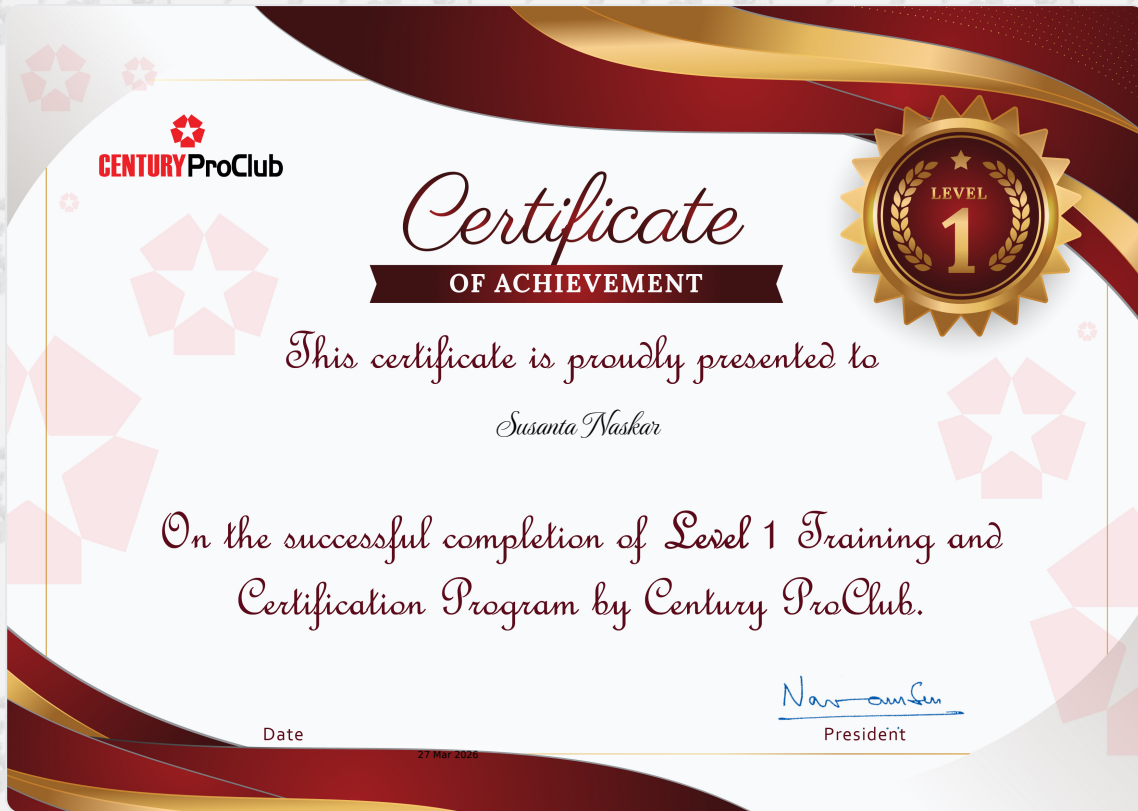 CENTURY ProClub
LEVEL
1
Certificate
OF ACHIEVEMENT
This certificate is proudly presented to
Susanta Naskar
On the successful completion of Level 1 Training and
Certification Program by Century ProClub.
Date
27 Mar 2026
President